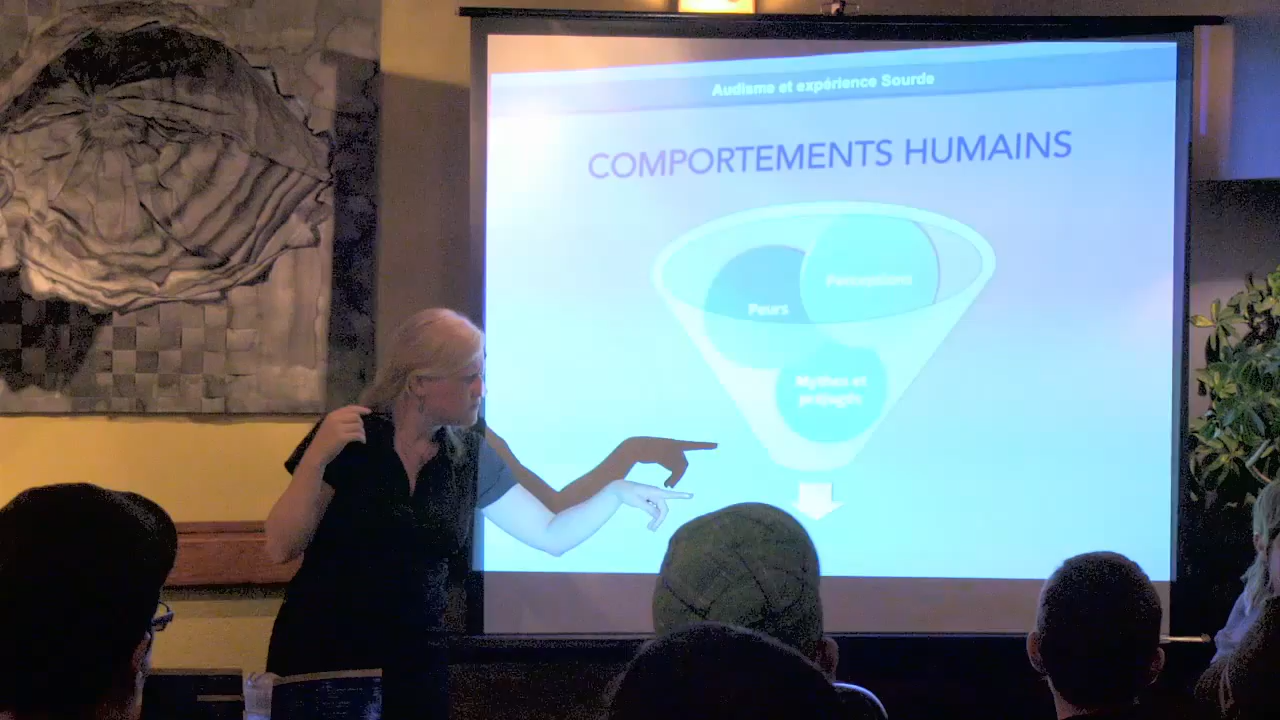 Audisme et expérience Sourde
COMPORTEMENTS HUMAINS
Perceptions
Peurs
Mythes et
préjugés